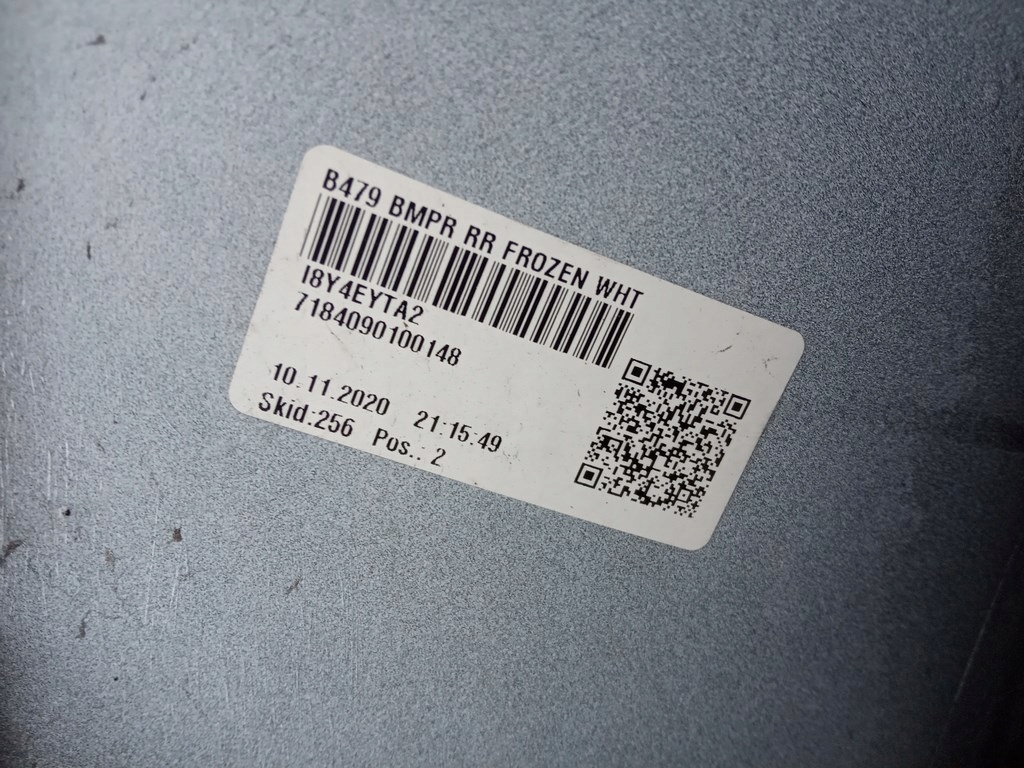 B479 BMPR RR FROZEN WHT
I8Y4EYTA2
7184090100148
10.11.2020 21:15:49
Skid:256 Pos.: 2